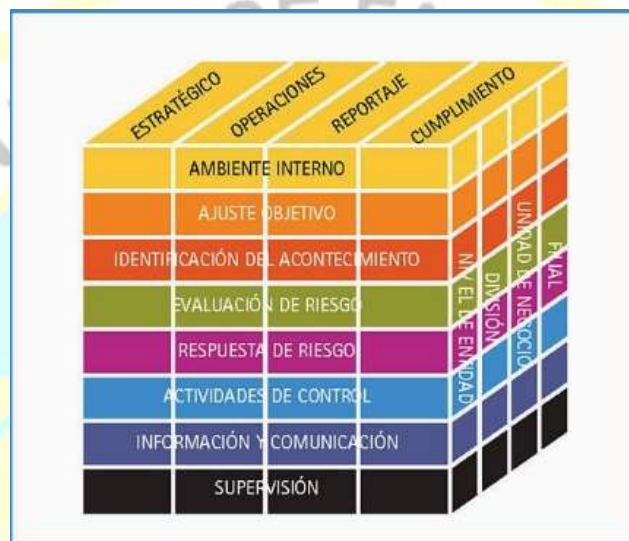 ESTRATÉGICO
OPERACIONES
REPORTAJE
CUMPLIMIENTO
AMBIENTE INTERNO
AJUSTE OBJETIVO
IDENTIFICACIÓN DEL ACONTECIMIENTO
EVALUACIÓN DE RIESGO
RESPUESTA DE RIESGO
ACTIVIDADES DE CONTROL
INFORMACIÓN Y COMUNICACIÓN
SUPERVISIÓN
NIVEL DE ENTIDAD
DIVISIÓN
UNIDAD DE NEGOCIO
FILIAL